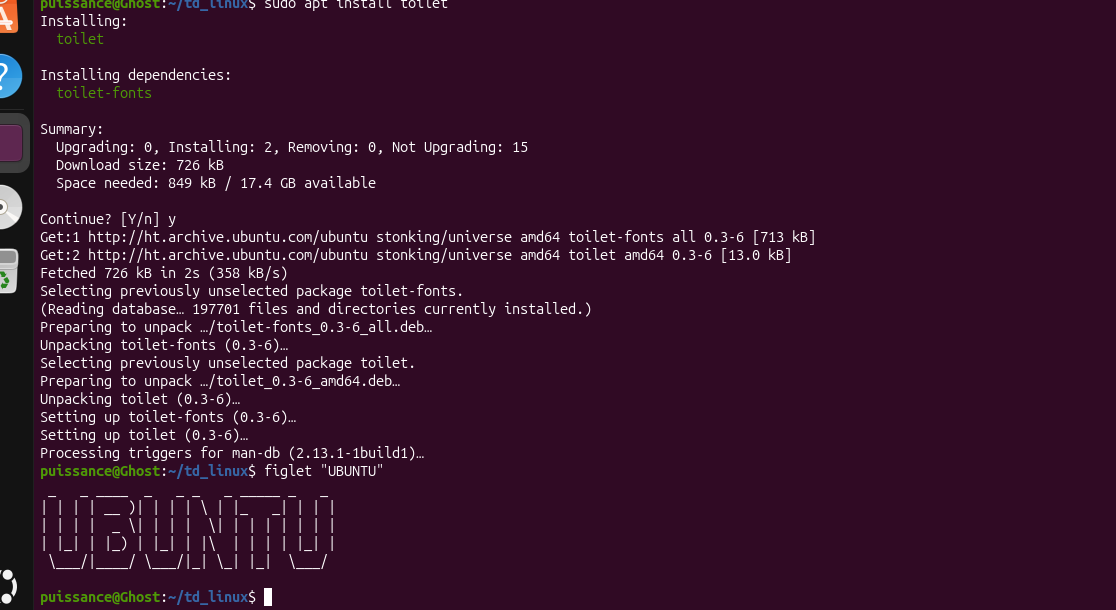 puissance@Ghost:~/td_linux$ sudo apt install toilet
Installing:
  toilet

Installing dependencies:
  toilet-fonts

Summary:
  Upgrading: 0, Installing: 2, Removing: 0, Not Upgrading: 15
  Download size: 726 kB
  Space needed: 849 kB / 17.4 GB available

Continue? [Y/n] y
Get:1 http://ht.archive.ubuntu.com/ubuntu stonking/universe amd64 toilet-fonts all 0.3-6 [713 kB]
Get:2 http://ht.archive.ubuntu.com/ubuntu stonking/universe amd64 toilet amd64 0.3-6 [13.0 kB]
Fetched 726 kB in 2s (358 kB/s)
Selecting previously unselected package toilet-fonts.
(Reading database… 197701 files and directories currently installed.)
Preparing to unpack …/toilet-fonts_0.3-6_all.deb…
Unpacking toilet-fonts (0.3-6)…
Selecting previously unselected package toilet.
Preparing to unpack …/toilet_0.3-6_amd64.deb…
Unpacking toilet (0.3-6)…
Setting up toilet-fonts (0.3-6)…
Setting up toilet (0.3-6)…
Processing triggers for man-db (2.13.1-1build1)…
puissance@Ghost:~/td_linux$ figlet "UBUNTU"
 _   _ ____  _   _ _   _ _____ _   _
| | | | __ )| | | | \ | |_   _| | | |
| | | |  _ \| | | |  \| | | | | | | |
| |_| | |_) | |_| | |\  | | | | |_| |
 \___/|____/ \___/|_| \_| |_|  \___/

puissance@Ghost:~/td_linux$